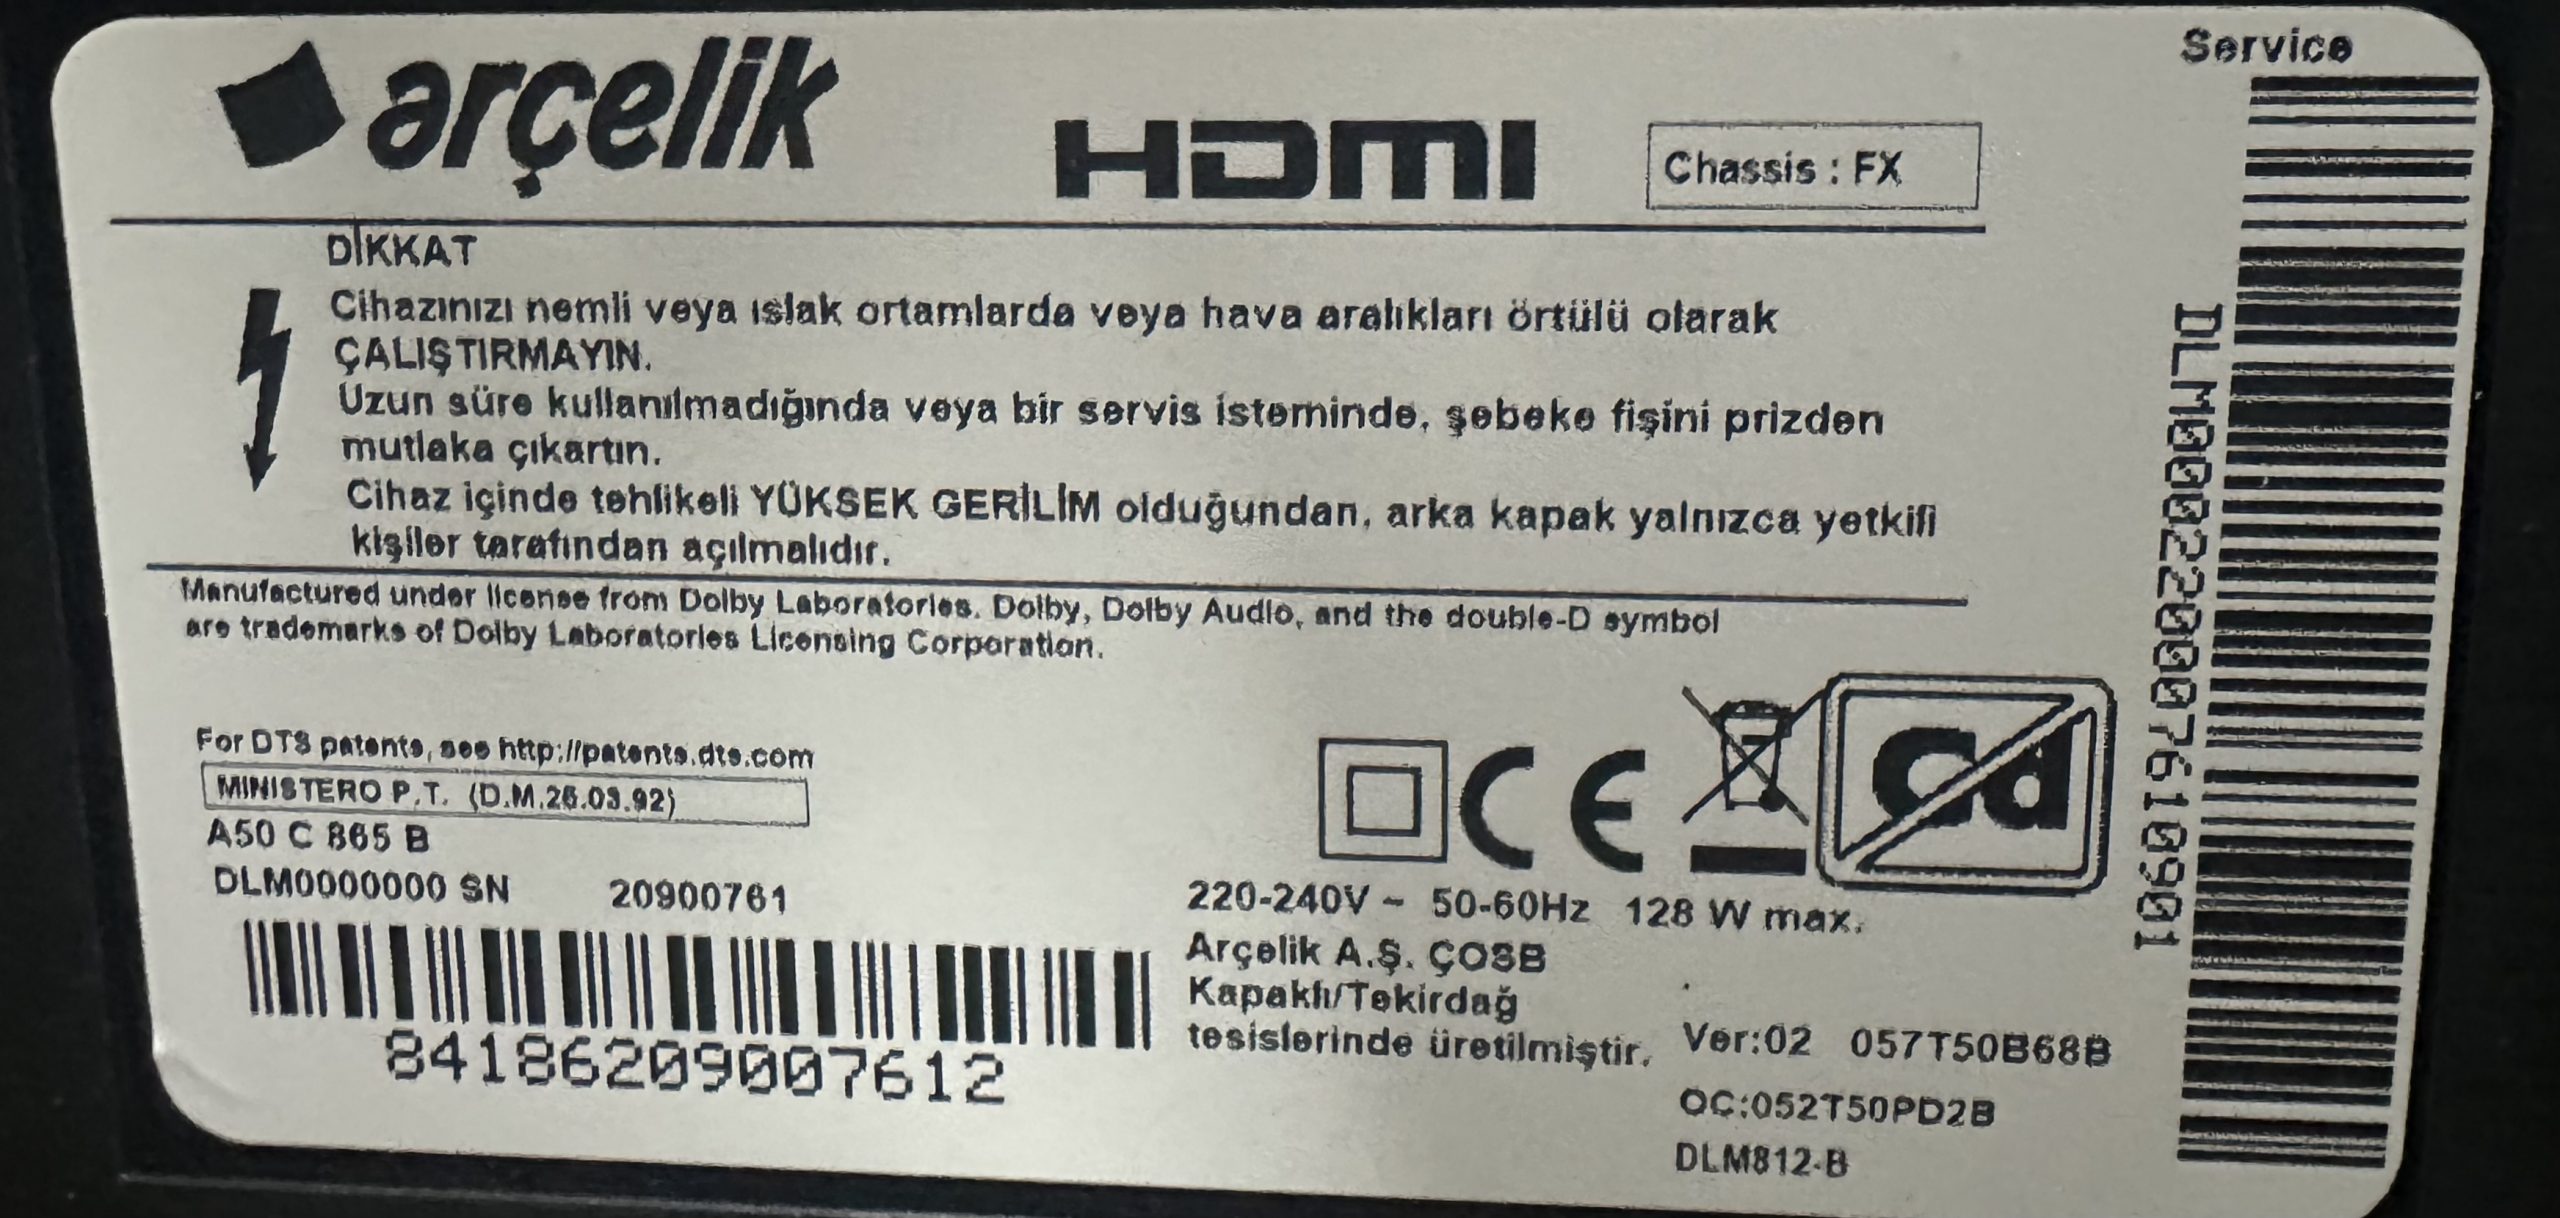 Service
arçelik
HDMI
Chassis : FX
DİKKAT
Cihazınızı nemli veya ıslak ortamlarda veya hava aralıkları örtülü olarak
ÇALIŞTIRMAYIN.
Uzun süre kullanılmadığında veya bir servis isteminde, şebeke fişini prizden
mutlaka çıkartın.
Cihaz içinde tehlikeli YÜKSEK GERİLİM olduğundan, arka kapak yalnızca yetkili
kişiler tarafından açılmalıdır.
Manufactured under license from Dolby Laboratories. Dolby, Dolby Audio, and the double-D symbol
are trademarks of Dolby Laboratories Licensing Corporation.
For DTS patents, see http://patents.dts.com
MINISTERO P.T. (D.M.26.03.92)
A50 C 865 B
DLM0000000 SN 20900761
84186209007612
CE
Cd
220-240V ~ 50-60Hz 128 W max.
Arçelik A.Ş. ÇOSB
Kapaklı/Tekirdağ
tesislerinde üretilmiştir.
Ver:02 057T50B68B
OC:052T50PD2B
DLM812-B
DLM000220007610901